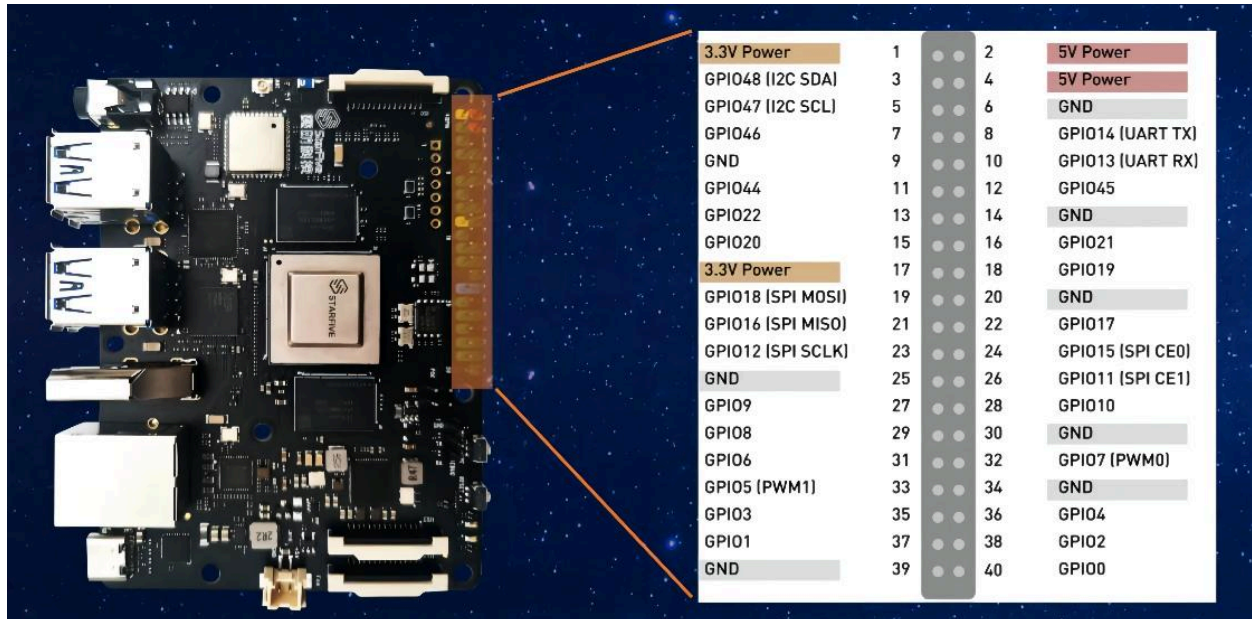 3.3V Power 1 2 5V Power
GPIO48 (I2C SDA) 3 4 5V Power
GPIO47 (I2C SCL) 5 6 GND
GPIO46 7 8 GPIO14 (UART TX)
GND 9 10 GPIO13 (UART RX)
GPIO44 11 12 GPIO45
GPIO22 13 14 GND
GPIO20 15 16 GPIO21
3.3V Power 17 18 GPIO19
GPIO18 (SPI MOSI) 19 20 GND
GPIO16 (SPI MISO) 21 22 GPIO17
GPIO12 (SPI SCLK) 23 24 GPIO15 (SPI CE0)
GND 25 26 GPIO11 (SPI CE1)
GPIO9 27 28 GPIO10
GPIO8 29 30 GND
GPIO6 31 32 GPIO7 (PWM0)
GPIO5 (PWM1) 33 34 GND
GPIO3 35 36 GPIO4
GPIO1 37 38 GPIO2
GND 39 40 GPIO0
StarFive
STARFIVE
R47
2R2